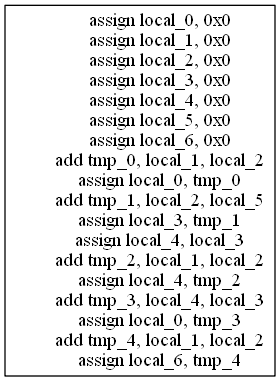 assign local_0, 0x0
assign local_1, 0x0
assign local_2, 0x0
assign local_3, 0x0
assign local_4, 0x0
assign local_5, 0x0
assign local_6, 0x0
add tmp_0, local_1, local_2
assign local_0, tmp_0
add tmp_1, local_2, local_5
assign local_3, tmp_1
assign local_4, local_3
add tmp_2, local_1, local_2
assign local_4, tmp_2
add tmp_3, local_4, local_3
assign local_0, tmp_3
add tmp_4, local_1, local_2
assign local_6, tmp_4